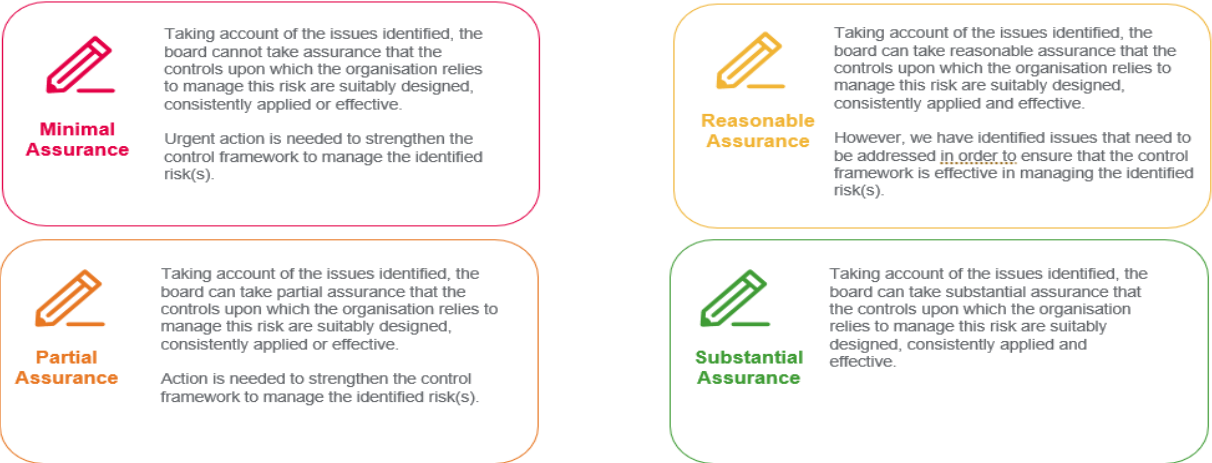 Minimal
Assurance
Taking account of the issues identified, the
board cannot take assurance that the
controls upon which the organisation relies
to manage this risk are suitably designed,
consistently applied or effective.
Urgent action is needed to strengthen the
control framework to manage the identified
risk(s).
Reasonable
Assurance
Taking account of the issues identified, the
board can take reasonable assurance that the
controls upon which the organisation relies to
manage this risk are suitably designed,
consistently applied and effective.
However, we have identified issues that need to
be addressed in order to ensure that the control
framework is effective in managing the identified
risk(s).
Partial
Assurance
Taking account of the issues identified, the
board can take partial assurance that the
controls upon which the organisation relies to
manage this risk are suitably designed,
consistently applied or effective.
Action is needed to strengthen the control
framework to manage the identified risk(s).
Substantial
Assurance
Taking account of the issues identified, the
board can take substantial assurance that
the controls upon which the organisation
relies to manage this risk are suitably
designed, consistently applied and
effective.